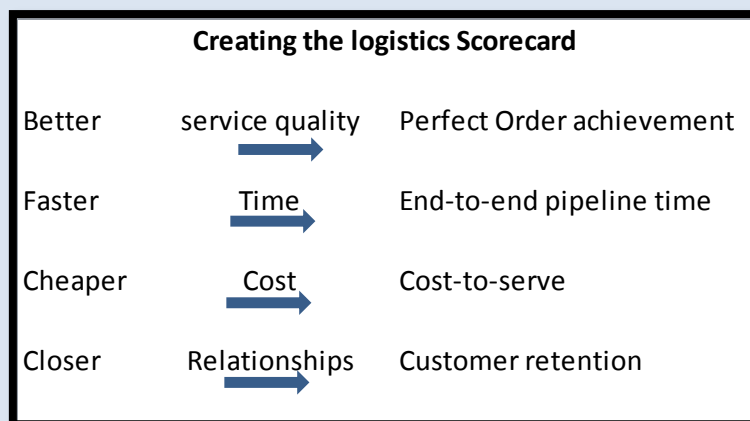 Creating the logistics Scorecard
Better service quality Perfect Order achievement
Faster Time End-to-end pipeline time
Cheaper Cost Cost-to-serve
Closer Relationships Customer retention